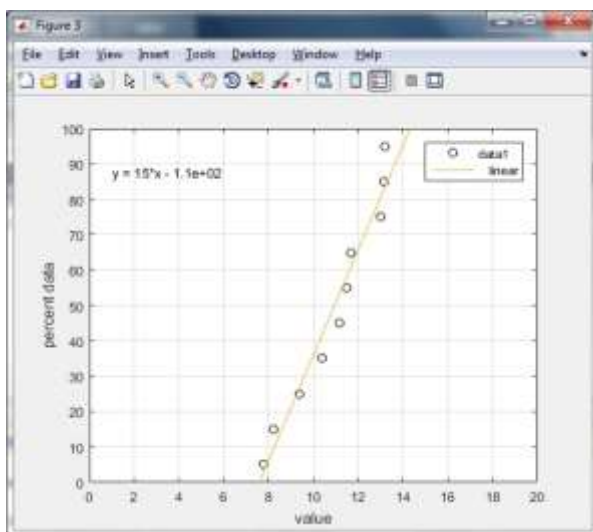 Figure 3
File Edit View Insert Tools Desktop Window Help
100
90
80
70
60
50
40
30
20
10
0
y = 15*x - 1.1e+02
data1
linear
percent data
0 2 4 6 8 10 12 14 16 18 20
value